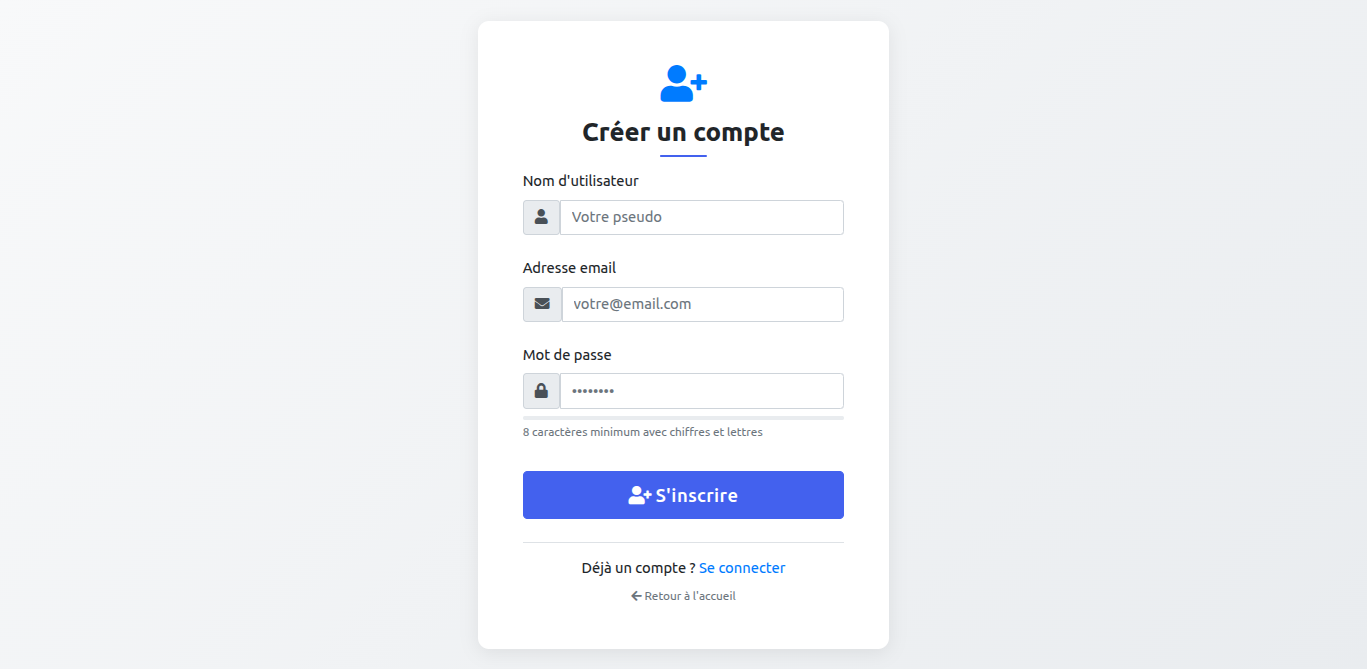 Créer un compte
Nom d'utilisateur
Votre pseudo
Adresse email
votre@email.com
Mot de passe
••••••••
8 caractères minimum avec chiffres et lettres
S'inscrire
Déjà un compte ? Se connecter
Retour à l'accueil